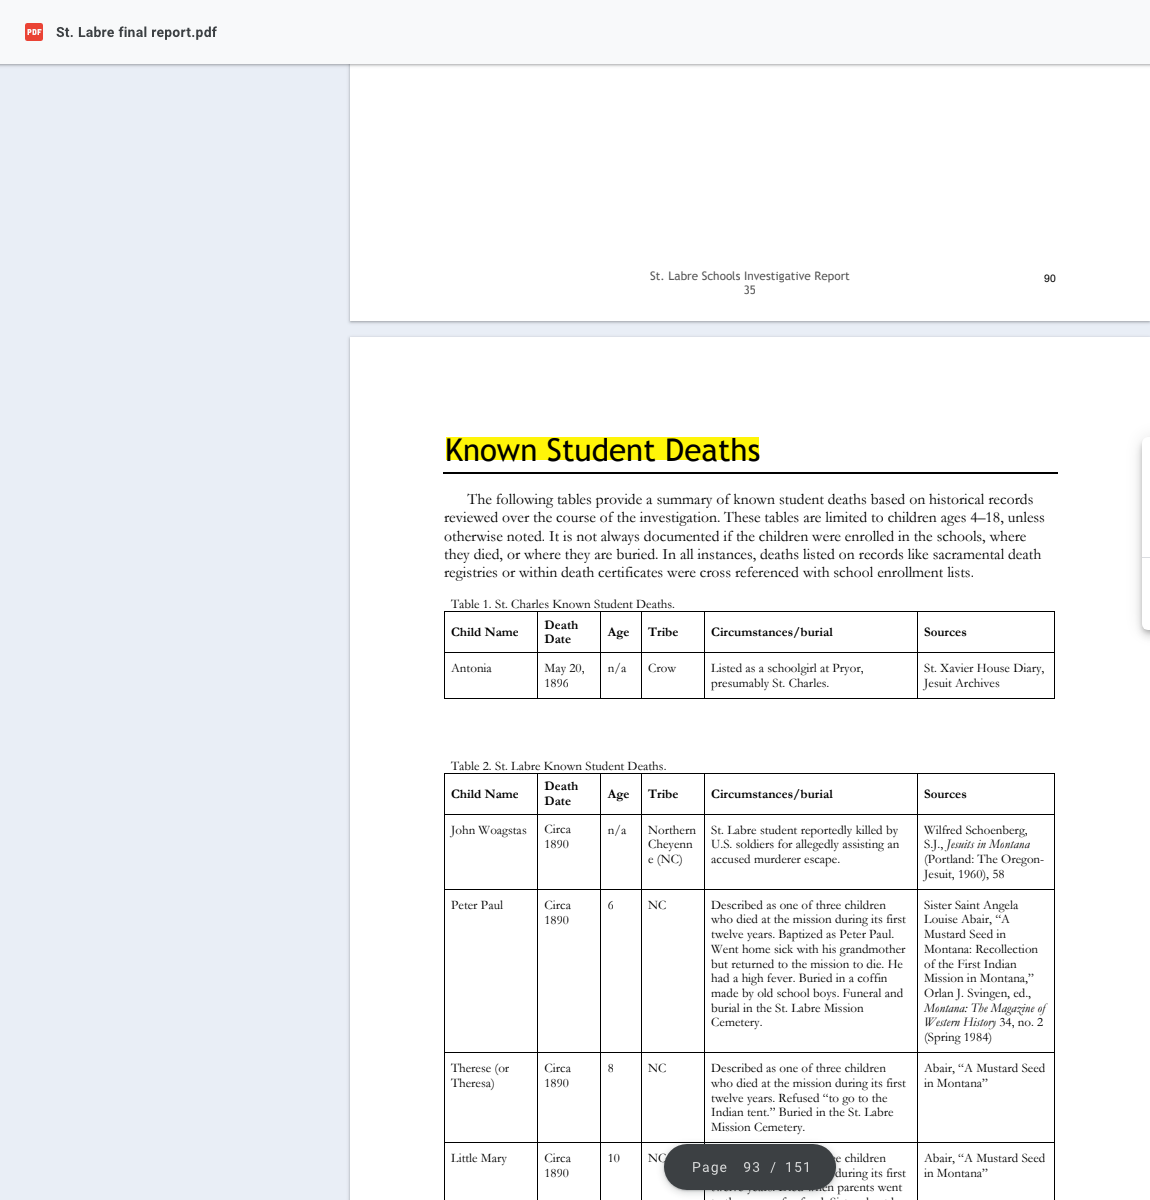 PDF
St. Labre final report.pdf
St. Labre Schools Investigative Report
35
90
Known Student Deaths
The following tables provide a summary of known student deaths based on historical records
reviewed over the course of the investigation. These tables are limited to children ages 4–18, unless
otherwise noted. It is not always documented if the children were enrolled in the schools, where
they died, or where they are buried. In all instances, deaths listed on records like sacramental death
registries or within death certificates were cross referenced with school enrollment lists.
Table 1. St. Charles Known Student Deaths.
Child Name
Death
Date
Age
Tribe
Circumstances/burial
Sources
Antonia
May 20,
1896
n/a
Crow
Listed as a schoolgirl at Pryor,
presumably St. Charles.
St. Xavier House Diary,
Jesuit Archives
Table 2. St. Labre Known Student Deaths.
Child Name
Death
Date
Age
Tribe
Circumstances/burial
Sources
John Woagstas
Circa
1890
n/a
Northern
Cheyenn
e (NC)
St. Labre student reportedly killed by
U.S. soldiers for allegedly assisting an
accused murderer escape.
Wilfred Schoenberg,
S.J., Jesuits in Montana
(Portland: The Oregon-
Jesuit, 1960), 58
Peter Paul
Circa
1890
6
NC
Described as one of three children
who died at the mission during its first
twelve years. Baptized as Peter Paul.
Went home sick with his grandmother
but returned to the mission to die. He
had a high fever. Buried in a coffin
made by old school boys. Funeral and
burial in the St. Labre Mission
Cemetery.
Sister Saint Angela
Louise Abair, “A
Mustard Seed in
Montana: Recollection
of the First Indian
Mission in Montana,”
Orlan J. Svingen, ed.,
Montana: The Magazine of
Western History 34, no. 2
(Spring 1984)
Therese (or
Theresa)
Circa
1890
8
NC
Described as one of three children
who died at the mission during its first
twelve years. Refused “to go to the
Indian tent.” Buried in the St. Labre
Mission Cemetery.
Abair, “A Mustard Seed
in Montana”
Little Mary
Circa
1890
10
NC
children
during its first
when parents went
Abair, “A Mustard Seed
in Montana”
Page 93 / 151